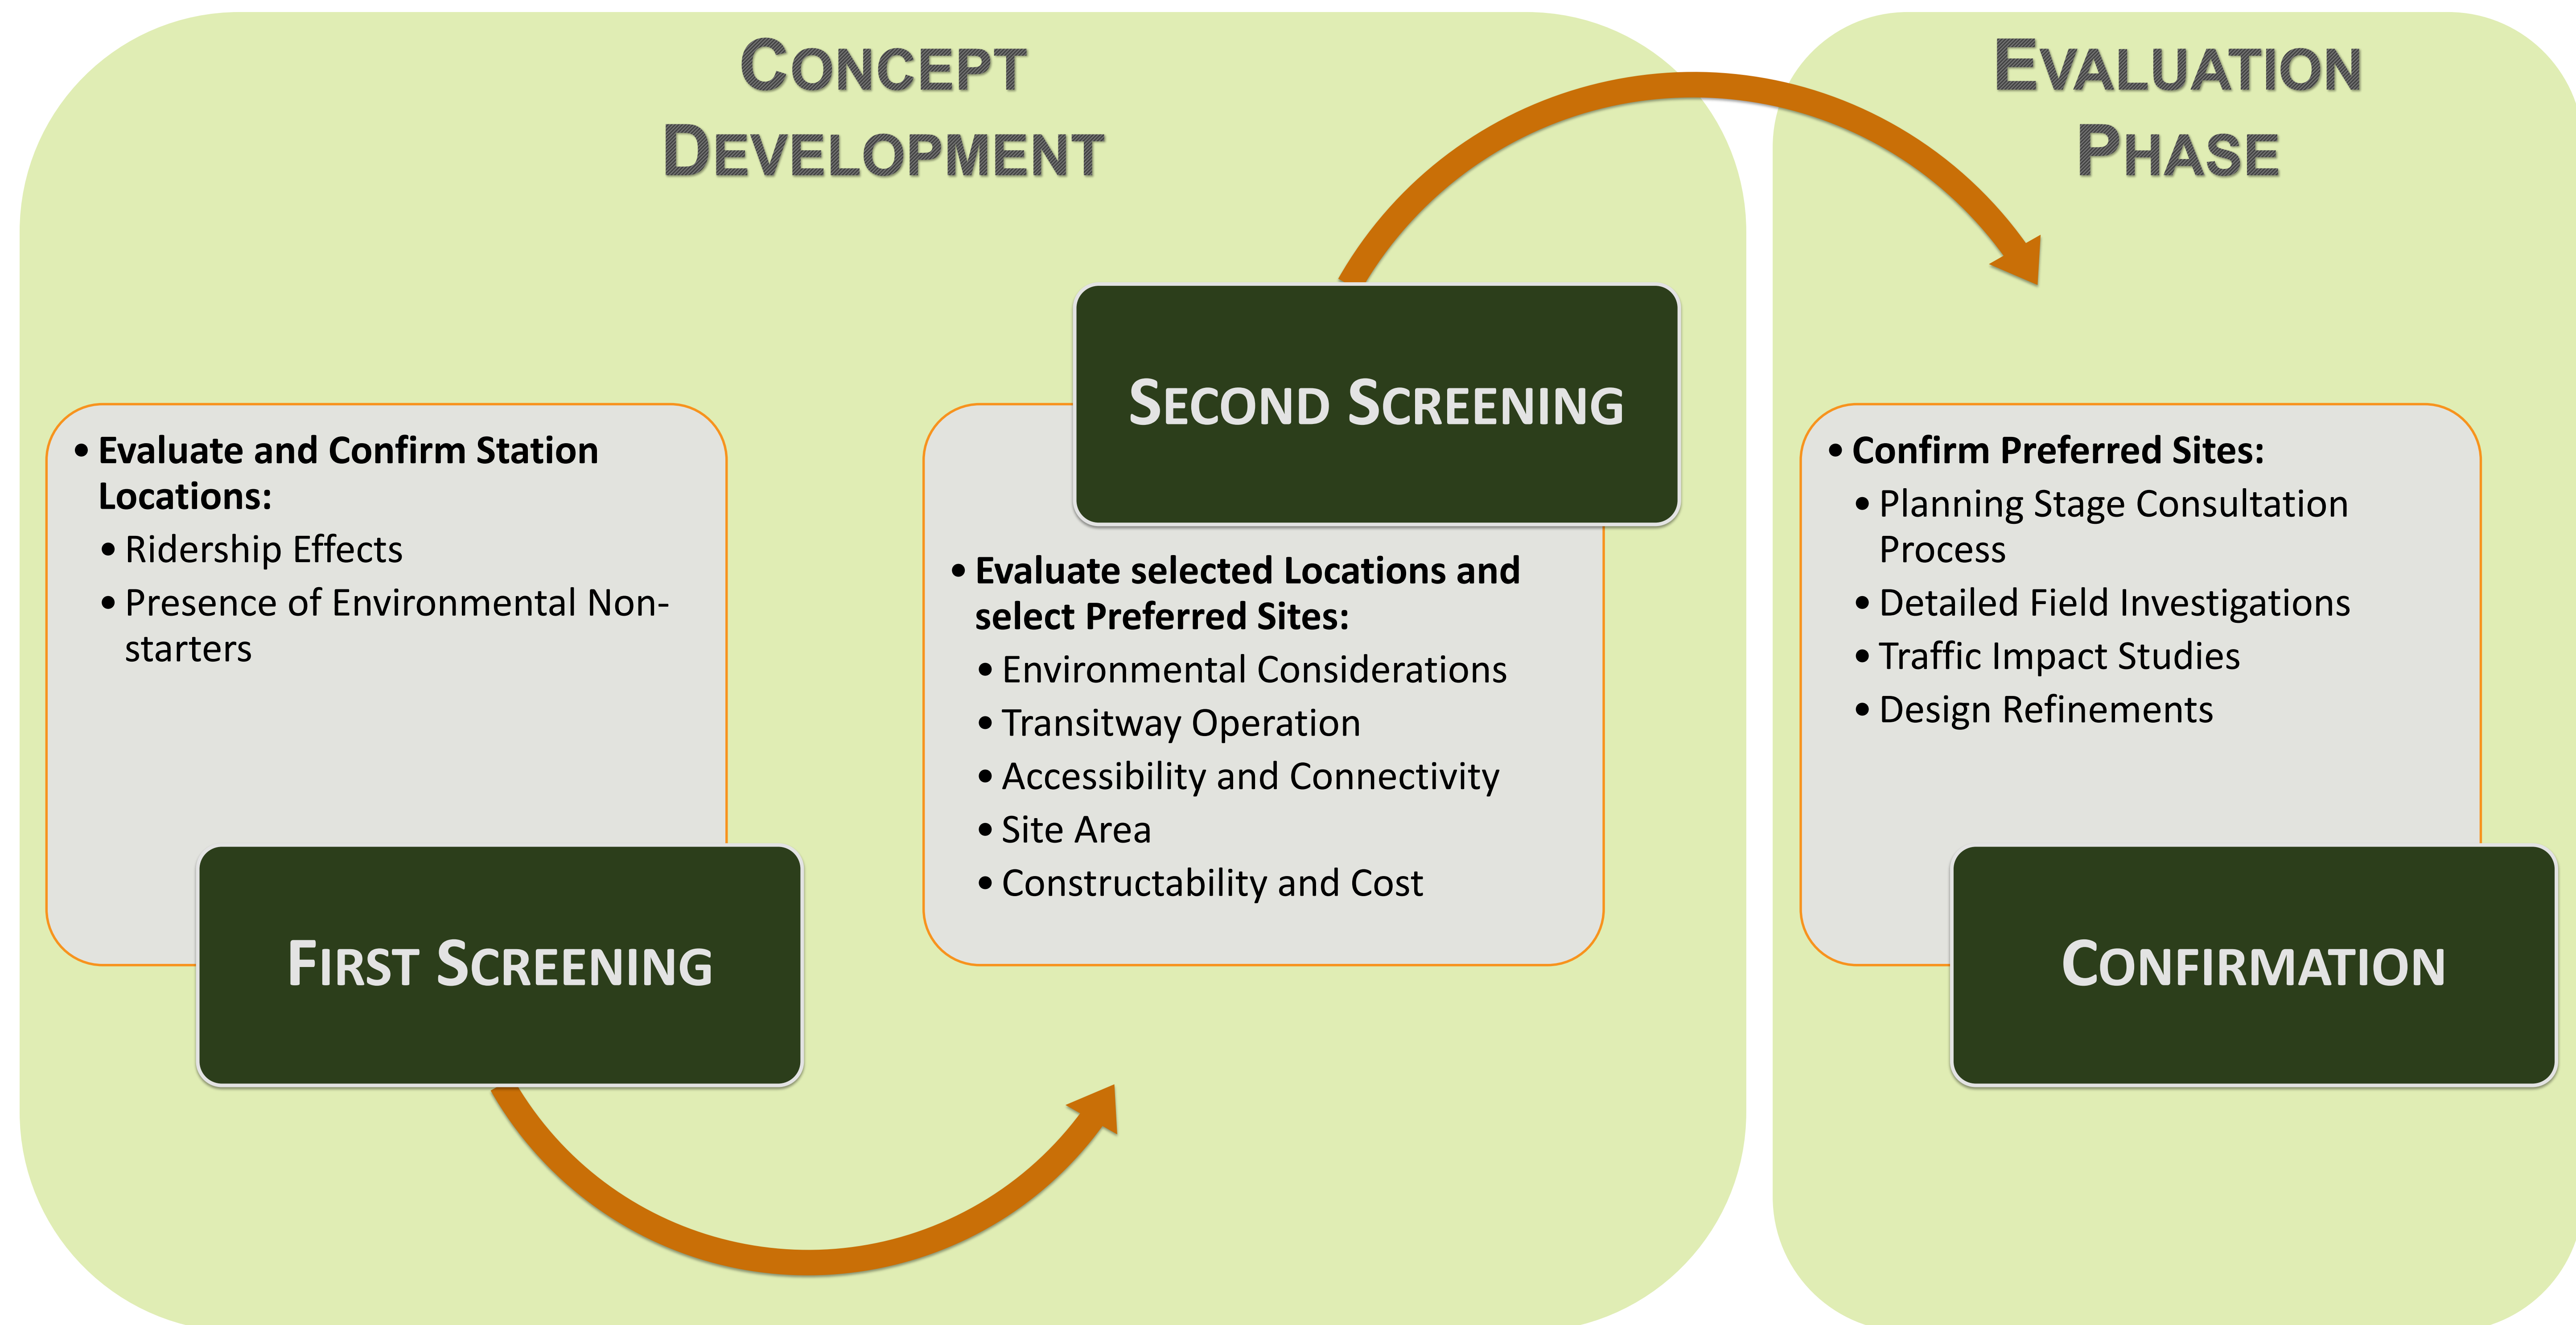 CONCEPT
DEVELOPMENT
• Evaluate and Confirm Station
Locations:
• Ridership Effects
• Presence of Environmental Non-
starters
FIRST SCREENING
SECOND SCREENING
• Evaluate selected Locations and
select Preferred Sites:
• Environmental Considerations
• Transitway Operation
• Accessibility and Connectivity
• Site Area
• Constructability and Cost
EVALUATION
PHASE
• Confirm Preferred Sites:
• Planning Stage Consultation
Process
• Detailed Field Investigations
• Traffic Impact Studies
• Design Refinements
CONFIRMATION